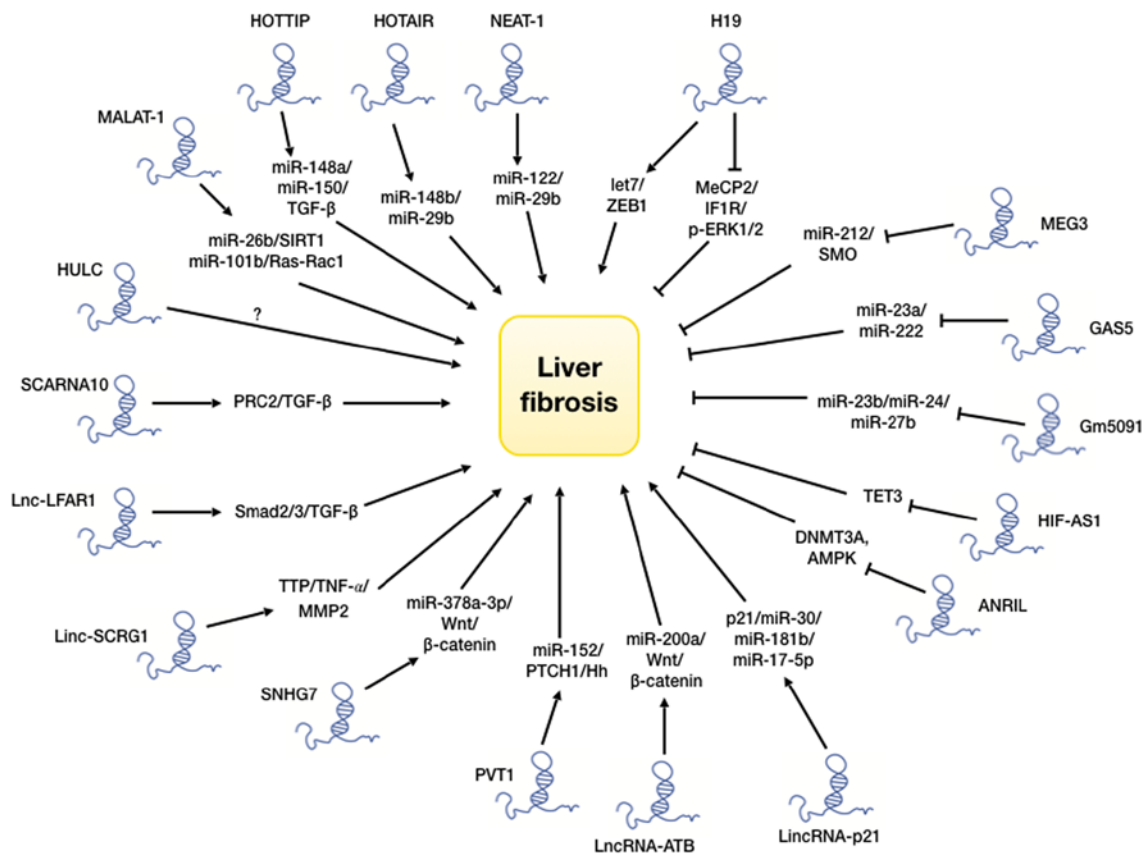 HOTTIP
HOTAIR
NEAT-1
H19
MALAT-1
miR-148a/
miR-150/
TGF-β
miR-148b/
miR-29b
miR-122/
miR-29b
let7/
ZEB1
MeCP2/
IF1R/
p-ERK1/2
miR-212/
SMO
MEG3
miR-26b/SIRT1
miR-101b/Ras-Rac1
HULC
?
miR-23a/
miR-222
GAS5
Liver
fibrosis
SCARNA10
PRC2/TGF-β
miR-23b/miR-24/
miR-27b
Gm5091
Lnc-LFAR1
Smad2/3/TGF-β
TET3
HIF-AS1
DNMT3A,
AMPK
ANRIL
TTP/TNF-α/
MMP2
Linc-SCRG1
miR-378a-3p/
Wnt/
β-catenin
SNHG7
miR-152/
PTCH1/Hh
PVT1
miR-200a/
Wnt/
β-catenin
LncRNA-ATB
p21/miR-30/
miR-181b/
miR-17-5p
LincRNA-p21